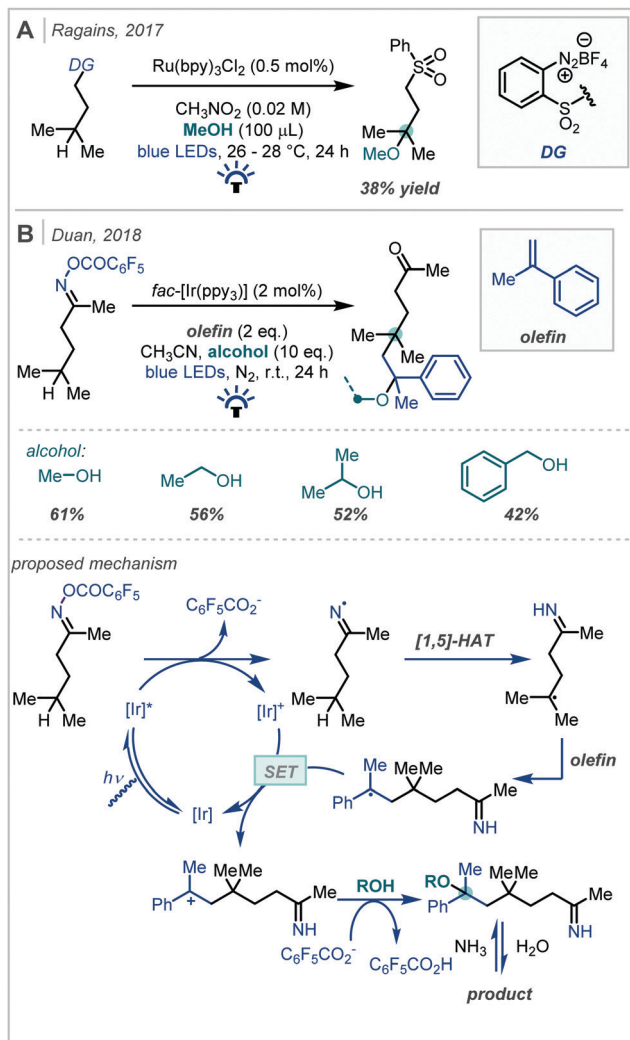 A Ragains, 2017
DG
Me
H
Me
Ru(bpy)3Cl2 (0.5 mol%)
CH3NO2 (0.02 M)
MeOH (100 μL)
blue LEDs, 26 - 28 °C, 24 h
Ph
S
O
O
Me
MeO
Me
38% yield
⊖
N2BF4
⊕
S
O2
DG
B Duan, 2018
OCOC6F5
N
Me
H
Me
Me
fac-[Ir(ppy3)] (2 mol%)
olefin (2 eq.)
CH3CN, alcohol (10 eq.)
blue LEDs, N2, r.t., 24 h
O
Me
Me
Me
O
Me
Me
olefin
alcohol:
Me OH
61%
Me OH
56%
Me
Me OH
52%
OH
42%
proposed mechanism
OCOC6F5
N
Me
Me
H
Me
C6F5CO2-
[Ir]*
[Ir]+
hν
[Ir]
SET
N•
Me
H
Me
Me
[1,5]-HAT
HN
Me
Me
Me
olefin
Me
Ph
Me
Me
Me
NH
Me
Ph
+
Me
Me
Me
NH
ROH
C6F5CO2-
C6F5CO2H
RO
Me
Ph
Me
Me
Me
NH
NH3
H2O
product